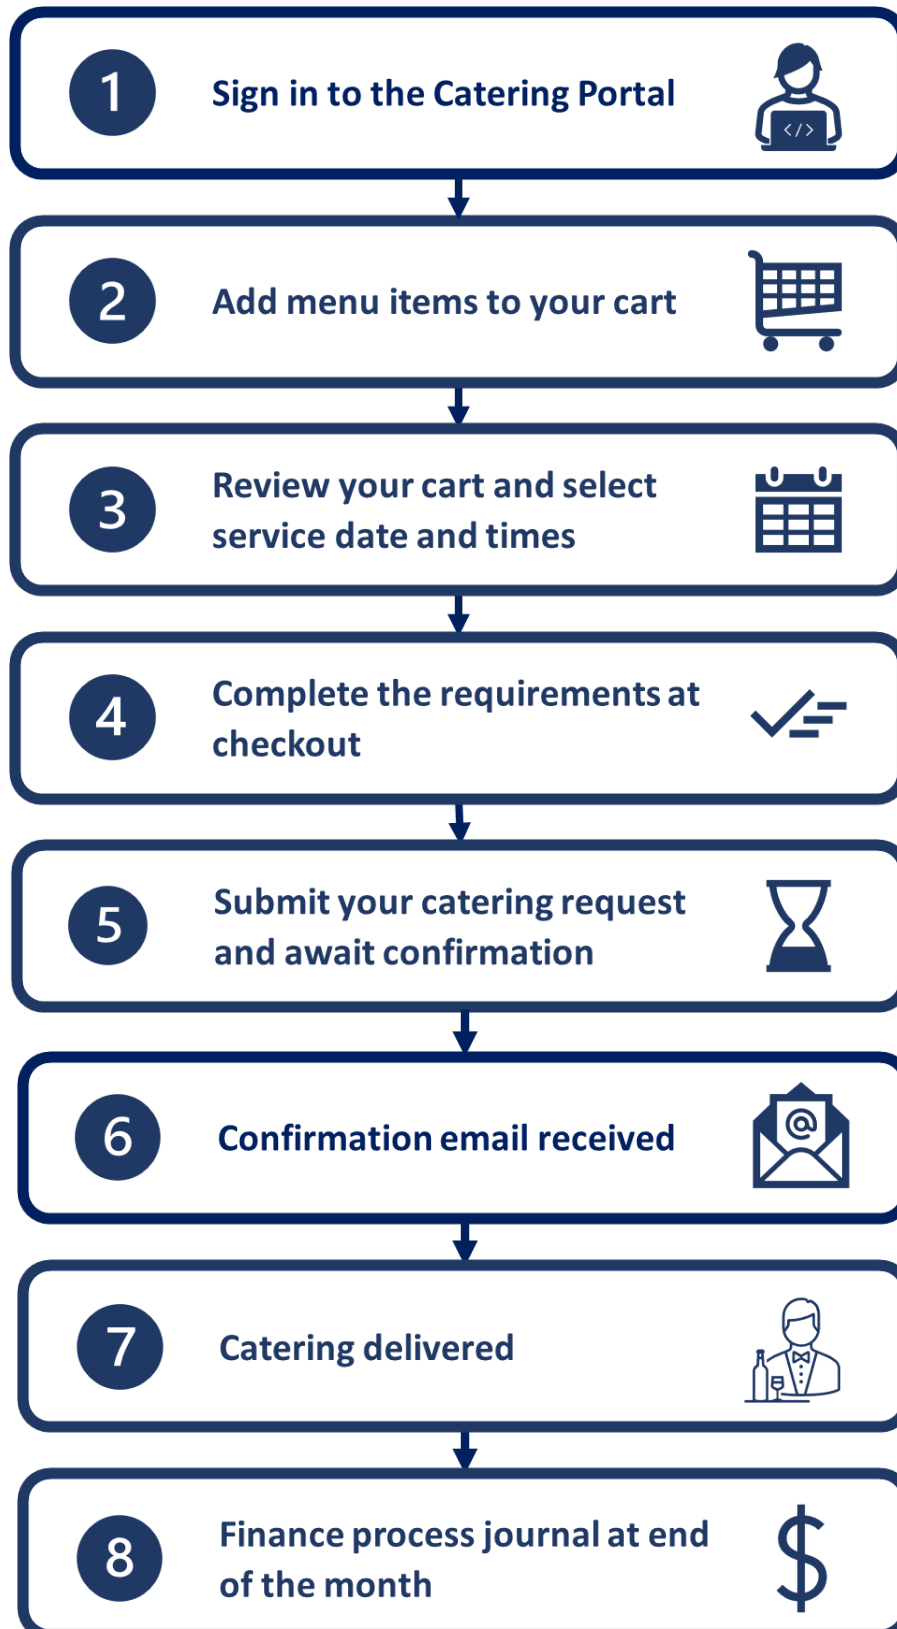 1
Sign in to the Catering Portal
</>
2
Add menu items to your cart
3
Review your cart and select
service date and times
4
Complete the requirements at
checkout
5
Submit your catering request
and await confirmation
6
Confirmation email received
@
7
Catering delivered
8
Finance process journal at end
of the month
$